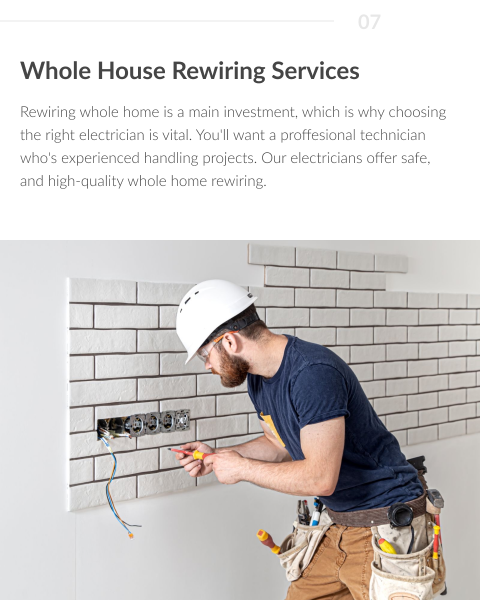 07
Whole House Rewiring Services
Rewiring whole home is a main investment, which is why choosing
the right electrician is vital. You'll want a proffesional technician
who's experienced handling projects. Our electricians offer safe,
and high-quality whole home rewiring.